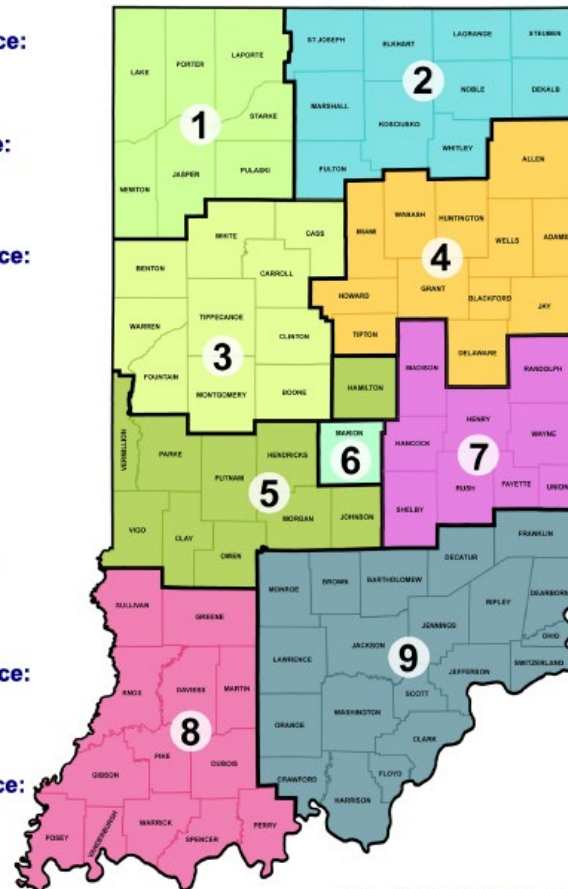 ce:
e:
ce:
ce:
ce:
LAKE
PORTER
LAPORTE
STARKE
NEWTON
JASPER
PULASKI
1
ST JOSEPH
ELKHART
LAGRANGE
STEUBEN
MARSHALL
KOSCIUSKO
NOBLE
DEKALB
FULTON
WHITLEY
2
WHITE
CASS
BENTON
CARROLL
WARREN
TIPPECANOE
CLINTON
FOUNTAIN
MONTGOMERY
BOONE
3
ALLEN
MIAMI
WABASH
HUNTINGTON
WELLS
ADAMS
HOWARD
GRANT
BLACKFORD
JAY
TIPTON
DELAWARE
4
HAMILTON
VERMILLION
PARKE
PUTNAM
HENDRICKS
VIGO
CLAY
OWEN
MORGAN
JOHNSON
5
MARION
6
MADISON
RANDOLPH
HANCOCK
HENRY
WAYNE
SHELBY
RUSH
FAYETTE
UNION
7
SULLIVAN
GREENE
KNOX
DAVIESS
MARTIN
GIBSON
PIKE
DUBOIS
POSEY
VANDERBURGH
WARRICK
SPENCER
PERRY
8
MONROE
BROWN
BARTHOLOMEW
DECATUR
FRANKLIN
LAWRENCE
JACKSON
JENNINGS
RIPLEY
DEARBORN
OHIO
SWITZERLAND
JEFFERSON
SCOTT
ORANGE
WASHINGTON
CLARK
CRAWFORD
HARRISON
FLOYD
9